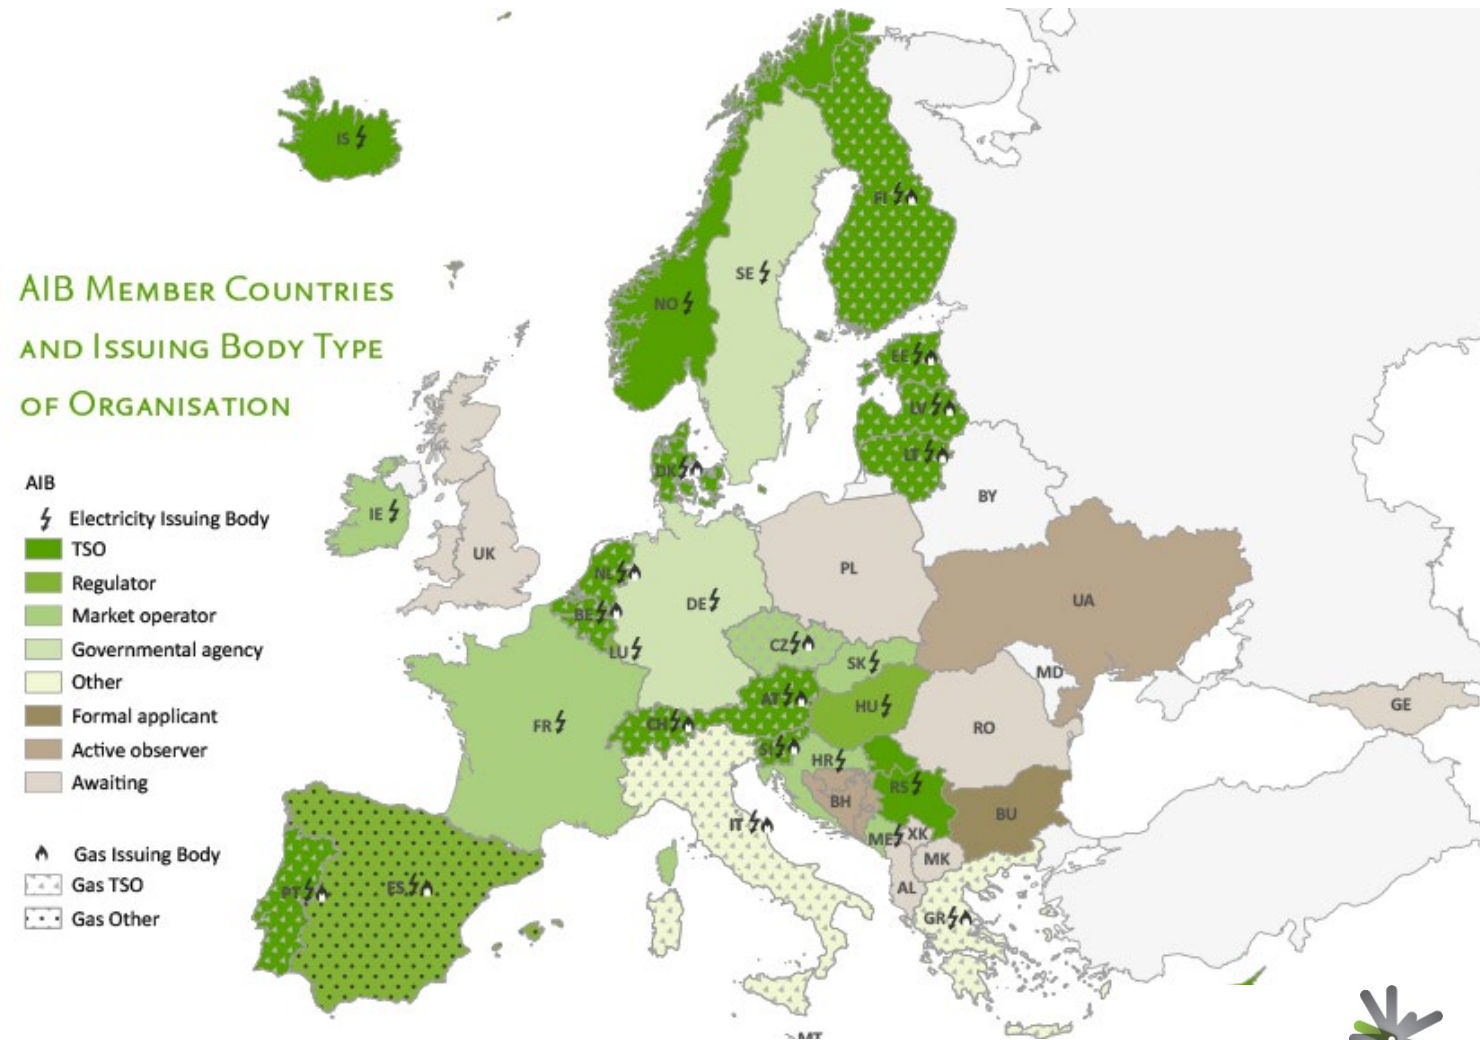 AIB Member Countries
and Issuing Body Type
of Organisation
AIB
Electricity Issuing Body
TSO
Regulator
Market operator
Governmental agency
Other
Formal applicant
Active observer
Awaiting
Gas Issuing Body
Gas TSO
Gas Other
IS
FI
SE
NO
EE
LV
LT
DK
BY
IE
UK
NL
PL
BE
DE
UA
LU
CZ
SK
MD
AT
HU
GE
FR
CH
RO
SI
HR
RS
BH
BU
IT
ME
XK
MK
PT
ES
AL
GR
MT